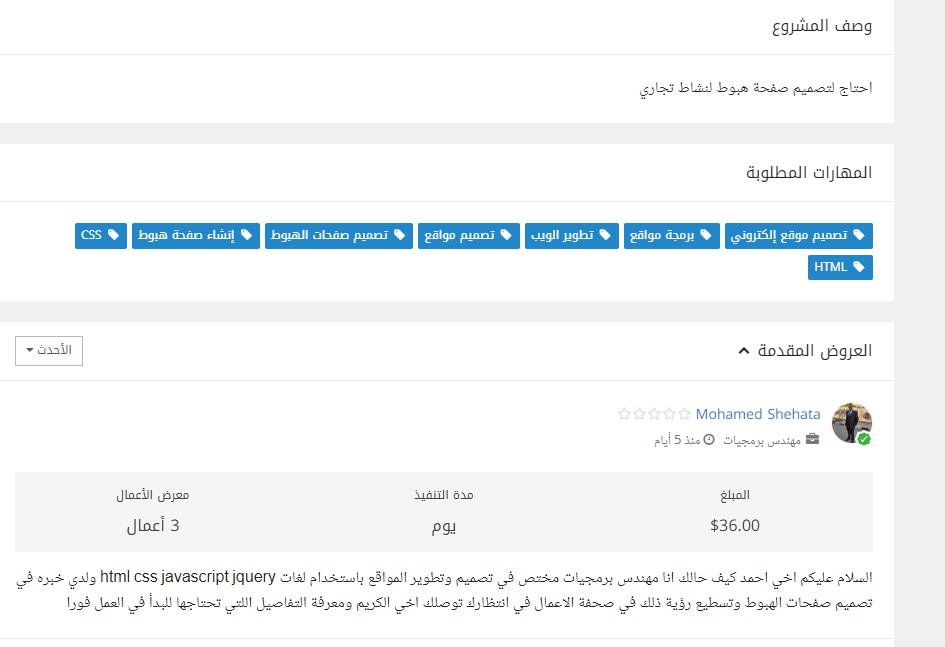 وصف المشروع
احتاج لتصميم صفحة هبوط لنشاط تجاري
المهارات المطلوبة
تصميم موقع إلكتروني برمجة مواقع تطوير الويب تصميم مواقع تصميم صفحات الهبوط إنشاء صفحة هبوط CSS
HTML
العروض المقدمة الأحدث
Mohamed Shehata
مهندس برمجيات منذ 5 أيام
المبلغ مدة التنفيذ معرض الأعمال
$36.00 يوم 3 أعمال
السلام عليكم اخي احمد كيف حالك انا مهندس برمجيات مختص في تصميم وتطوير المواقع باستخدام لغات html css javascript jquery ولدي خبره في
تصميم صفحات الهبوط وتسطيع رؤية ذلك في صحفة الاعمال في انتظارك توصلك اخي الكريم ومعرفة التفاصيل اللتي تحتاجها للبدأ في العمل فورا